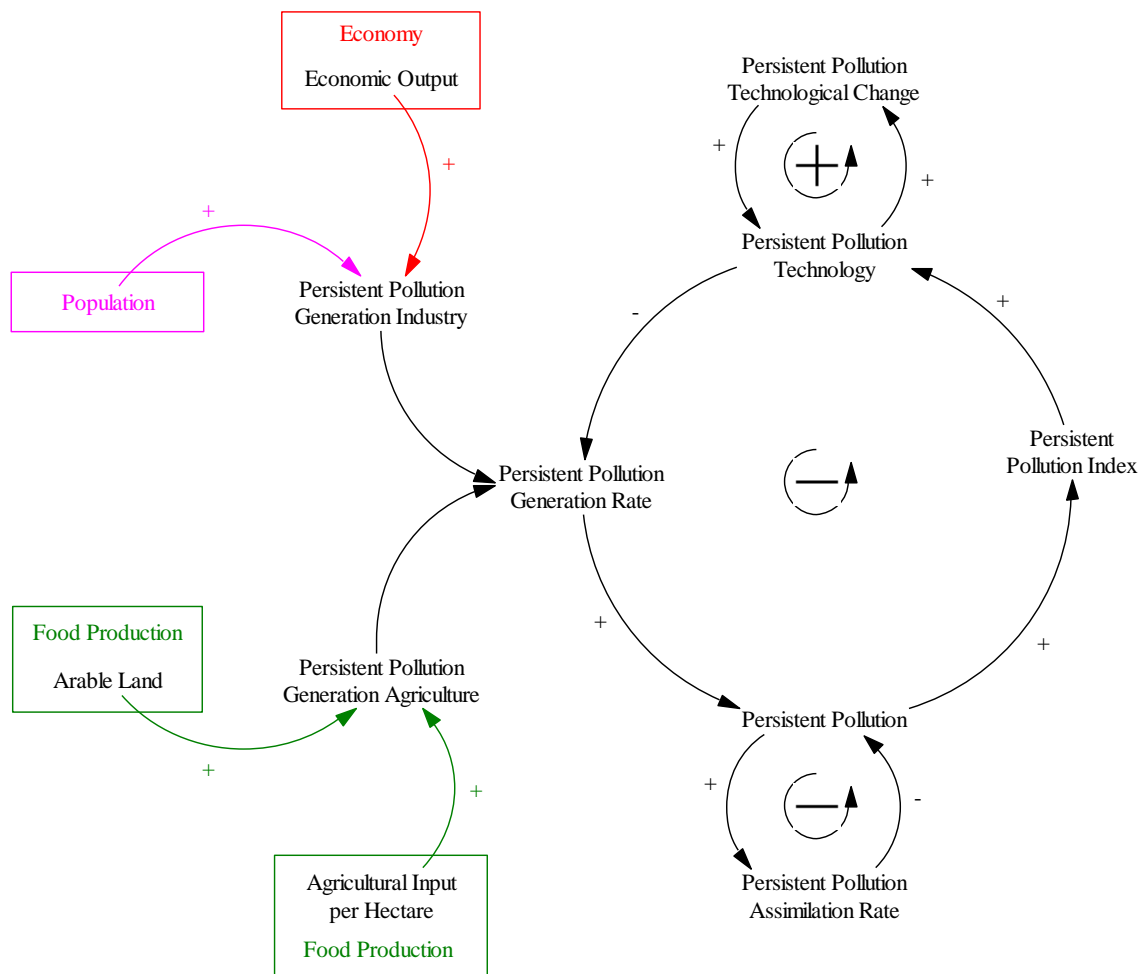 Economy
Economic Output
+
Persistent Pollution
Technological Change
+
+
+
Persistent Pollution
Technology
+
Population
Persistent Pollution
Generation Industry
-
+
Persistent
Pollution Index
Persistent Pollution
Generation Rate
+
+
Food Production
Arable Land
Persistent Pollution
Generation Agriculture
+
+
Persistent Pollution
+
-
Persistent Pollution
Assimilation Rate
Agricultural Input
per Hectare
Food Production